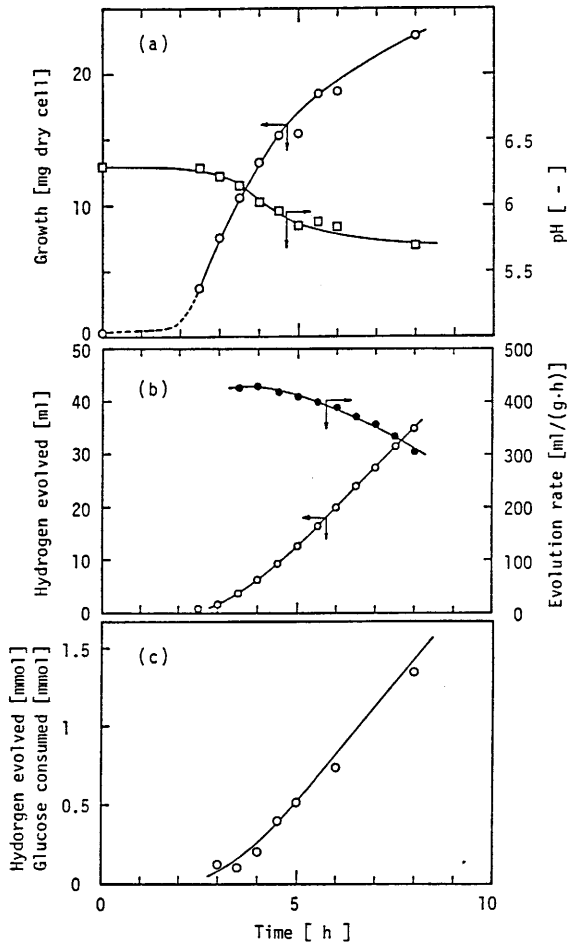 (a)
20
10
0
Growth [mg dry cell]
6.5
6
5.5
pH [ - ]
(b)
50
40
30
20
10
0
Hydrogen evolved [ml]
500
400
300
200
100
0
Evolution rate [ml/(g·h)]
(c)
1.5
1
0.5
0
Hydorgen evolved [mmol]
Glucose consumed [mmol]
0
5
10
Time [ h ]